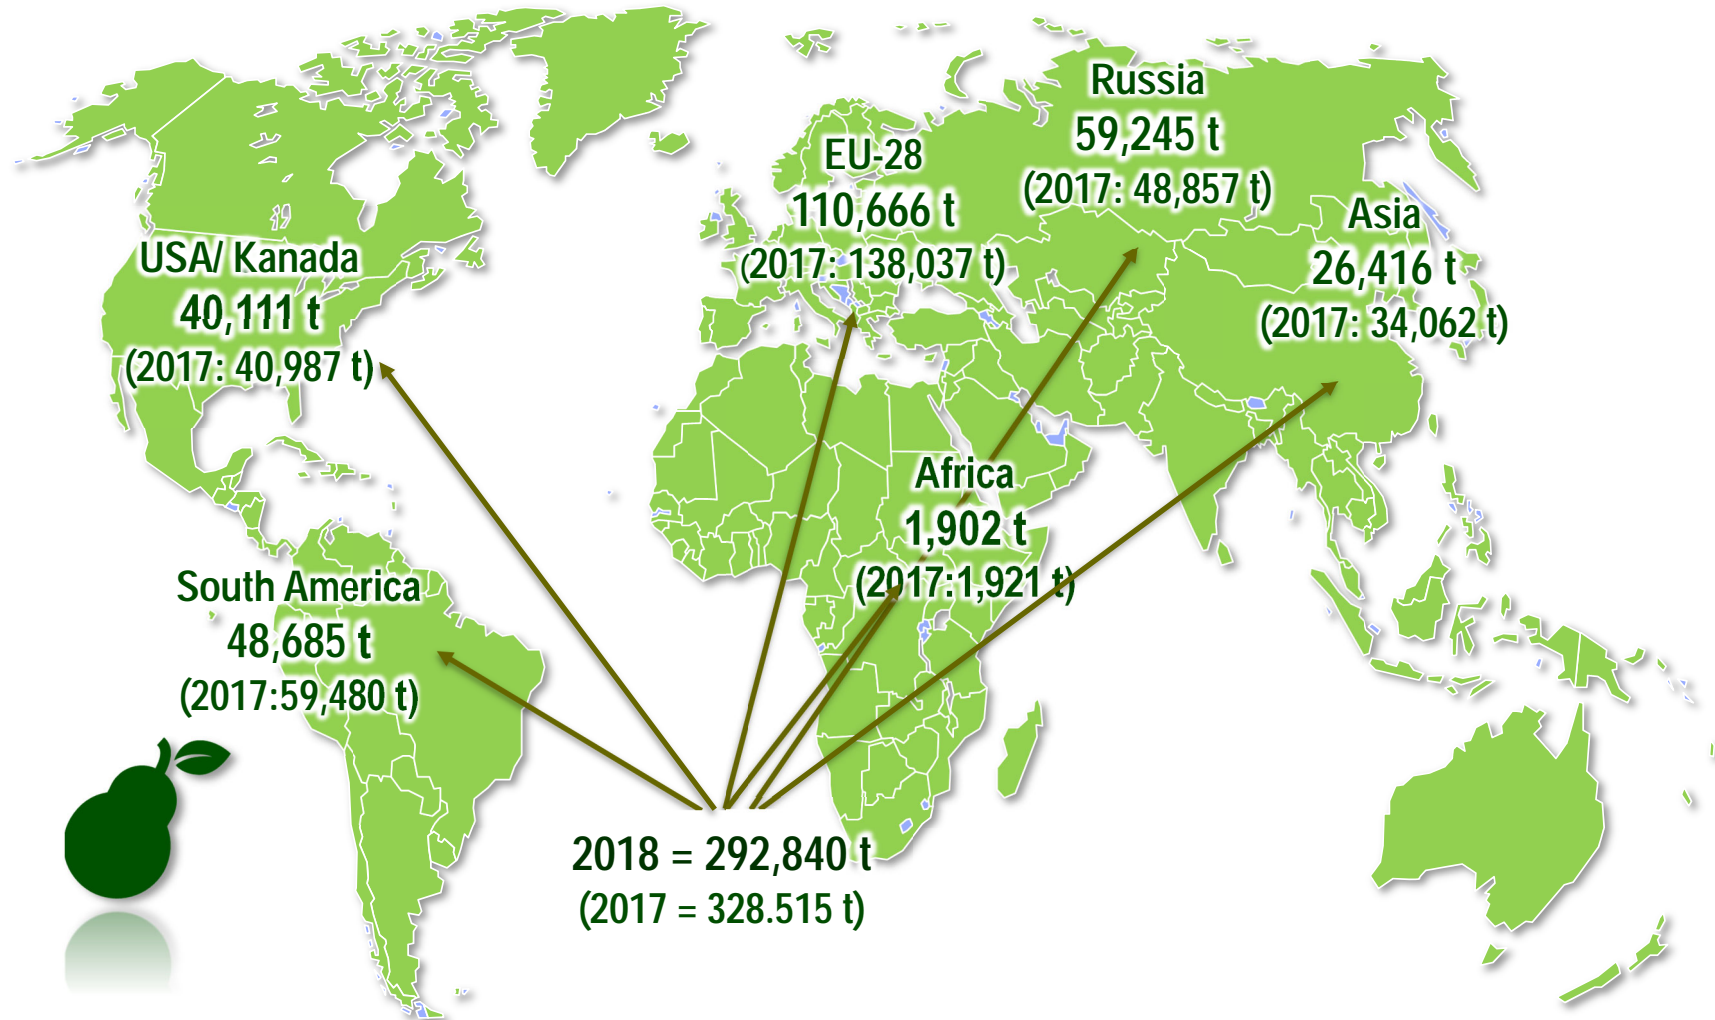 Russia
59,245 t
(2017: 48,857 t)
EU-28
110,666 t
(2017: 138,037 t)
Asia
26,416 t
(2017: 34,062 t)
USA/ Kanada
40,111 t
(2017: 40,987 t)
Africa
1,902 t
(2017:1,921 t)
South America
48,685 t
(2017:59,480 t)
2018 = 292,840 t
(2017 = 328.515 t)